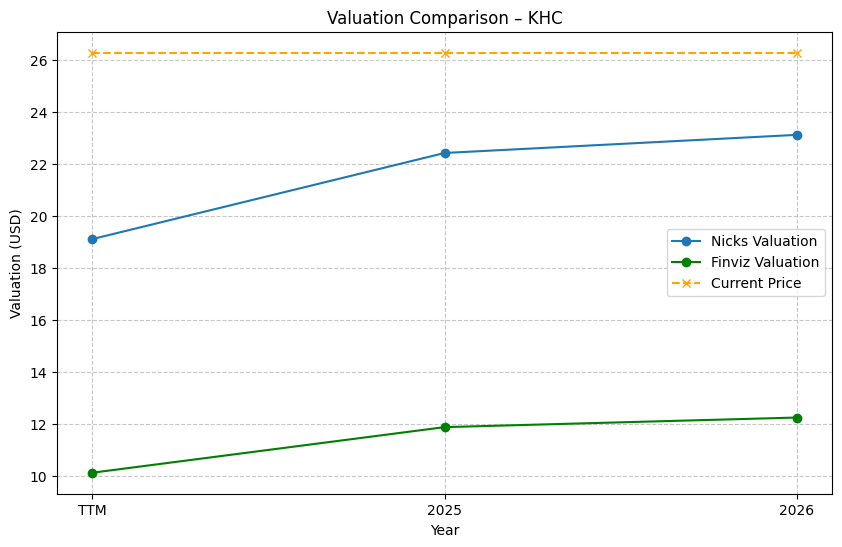 Valuation Comparison – KHC
Valuation (USD)
26
24
22
20
18
16
14
12
10
Nicks Valuation
Finviz Valuation
Current Price
TTM
2025
2026
Year